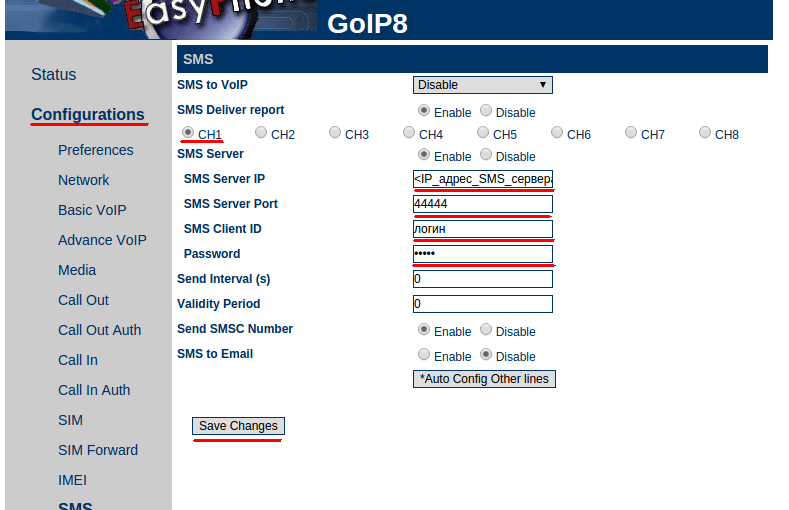 EasyPhone
GoIP8
Status
Configurations
Preferences
Network
Basic VoIP
Advance VoIP
Media
Call Out
Call Out Auth
Call In
Call In Auth
SIM
SIM Forward
IMEI
SMS
SMS
SMS to VoIP Disable
SMS Deliver report Enable Disable
CH1 CH2 CH3 CH4 CH5 CH6 CH7 CH8
SMS Server Enable Disable
SMS Server IP <IP_адрес_SMS_сервера
SMS Server Port 44444
SMS Client ID логин
Password •••••
Send Interval (s) 0
Validity Period 0
Send SMSC Number Enable Disable
SMS to Email Enable Disable
*Auto Config Other lines
Save Changes